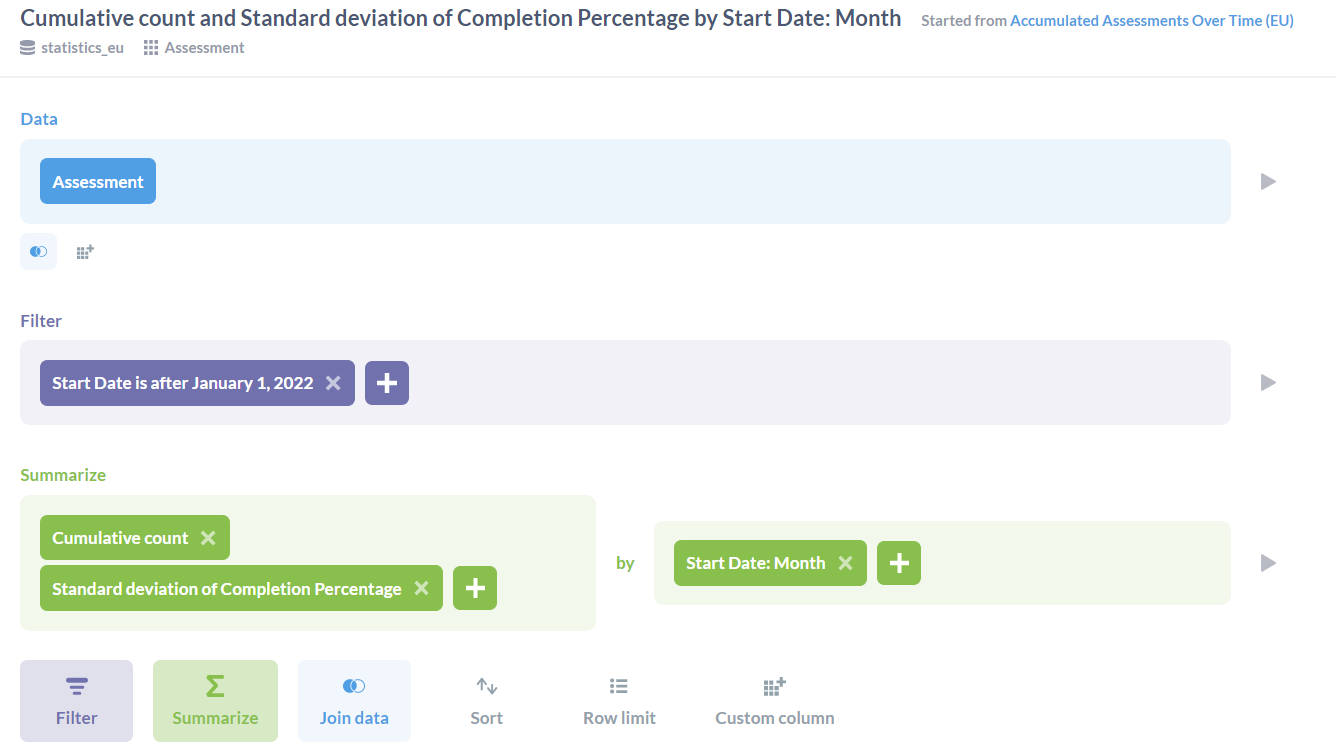 Cumulative count and Standard deviation of Completion Percentage by Start Date: Month Started from Accumulated Assessments Over Time (EU)
statistics_eu Assessment
Data
Assessment
Filter
Start Date is after January 1, 2022
Summarize
Cumulative count
Standard deviation of Completion Percentage
by
Start Date: Month
Filter Summarize Join data Sort Row limit Custom column